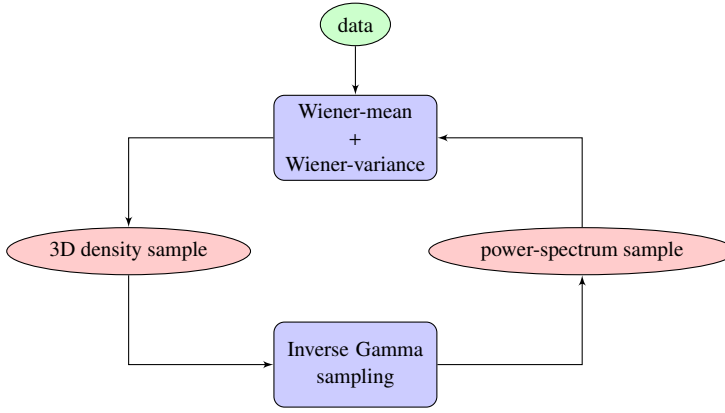 data
Wiener-mean
+
Wiener-variance
3D density sample
power-spectrum sample
Inverse Gamma
sampling